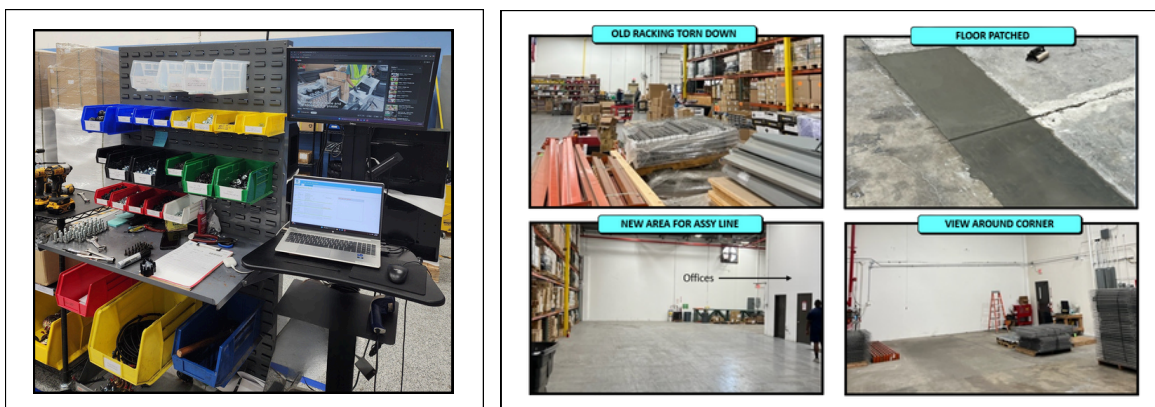 OLD RACKING TORN DOWN
FLOOR PATCHED
NEW AREA FOR ASSY LINE
VIEW AROUND CORNER
Offices